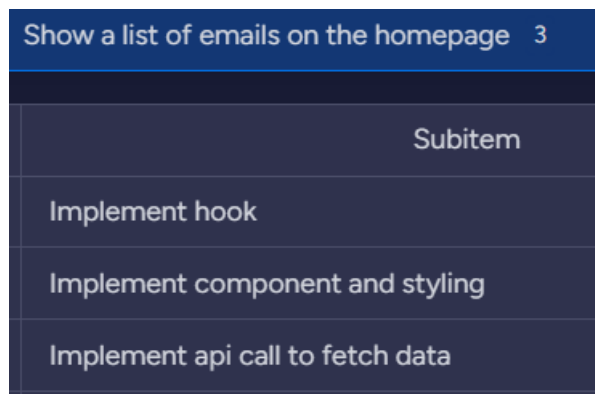 Show a list of emails on the homepage 3
Subitem
Implement hook
Implement component and styling
Implement api call to fetch data